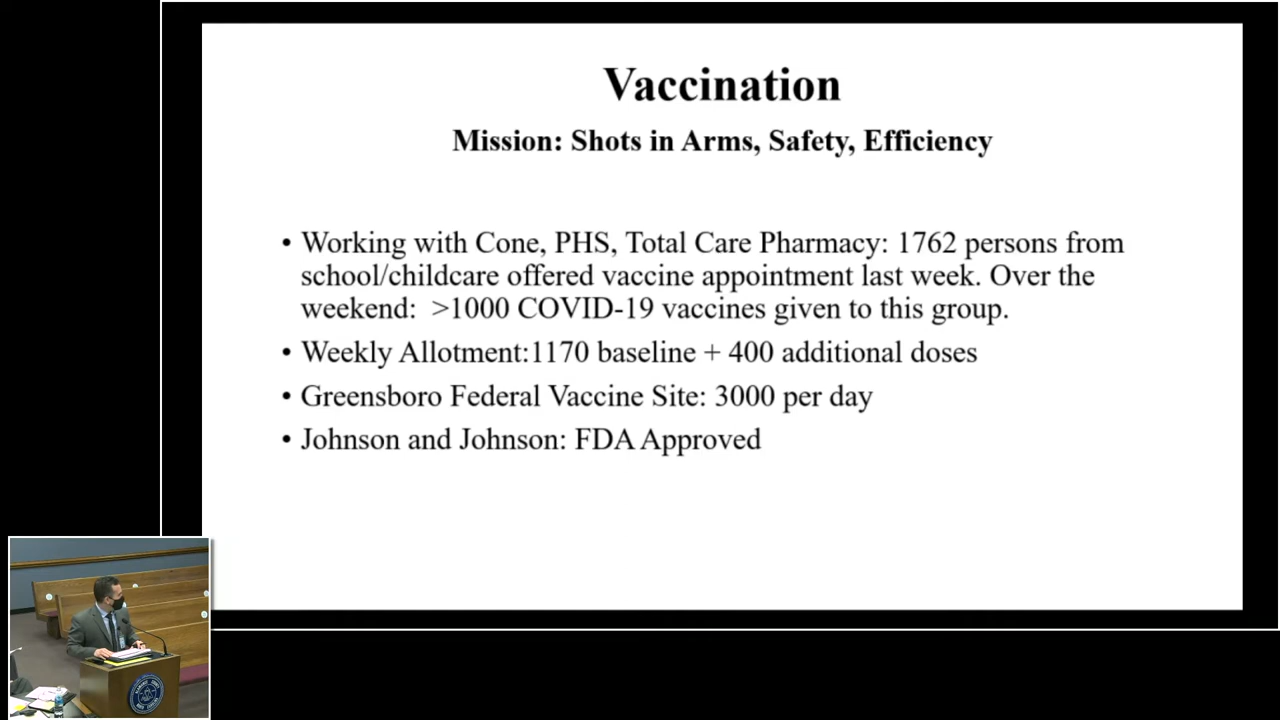 Vaccination
Mission: Shots in Arms, Safety, Efficiency
• Working with Cone, PHS, Total Care Pharmacy: 1762 persons from
school/childcare offered vaccine appointment last week. Over the
weekend: >1000 COVID-19 vaccines given to this group.
• Weekly Allotment:1170 baseline + 400 additional doses
• Greensboro Federal Vaccine Site: 3000 per day
• Johnson and Johnson: FDA Approved